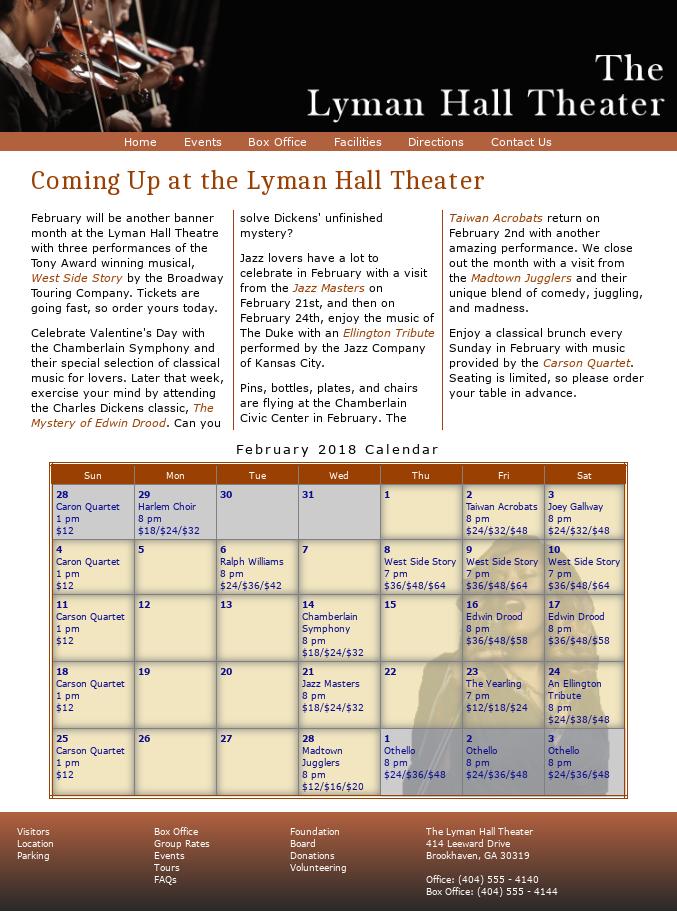 The
Lyman Hall Theater
Home Events Box Office Facilities Directions Contact Us
Coming Up at the Lyman Hall Theater
February will be another banner
month at the Lyman Hall Theatre
with three performances of the
Tony Award winning musical,
West Side Story by the Broadway
Touring Company. Tickets are
going fast, so order yours today.
Celebrate Valentine's Day with
the Chamberlain Symphony and
their special selection of classical
music for lovers. Later that week,
exercise your mind by attending
the Charles Dickens classic, The
Mystery of Edwin Drood. Can you
solve Dickens' unfinished
mystery?
Jazz lovers have a lot to
celebrate in February with a visit
from the Jazz Masters on
February 21st, and then on
February 24th, enjoy the music of
The Duke with an Ellington Tribute
performed by the Jazz Company
of Kansas City.
Pins, bottles, plates, and chairs
are flying at the Chamberlain
Civic Center in February. The
Taiwan Acrobats return on
February 2nd with another
amazing performance. We close
out the month with a visit from
the Madtown Jugglers and their
unique blend of comedy, juggling,
and madness.
Enjoy a classical brunch every
Sunday in February with music
provided by the Carson Quartet.
Seating is limited, so please order
your table in advance.
February 2018 Calendar
Sun Mon Tue Wed Thu Fri Sat
28 29 30 31 1 2 3
Caron Quartet Harlem Choir Taiwan Acrobats Joey Gallway
1 pm 8 pm 8 pm 8 pm
$12 $18/$24/$32 $24/$32/$48 $24/$32/$48
4 5 6 7 8 9 10
Caron Quartet Ralph Williams West Side Story West Side Story West Side Story
1 pm 8 pm 7 pm 7 pm 7 pm
$12 $24/$36/$42 $36/$48/$64 $36/$48/$64 $36/$48/$64
11 12 13 14 15 16 17
Carson Quartet Chamberlain Edwin Drood Edwin Drood
1 pm Symphony 8 pm 8 pm
$12 8 pm $36/$48/$58 $36/$48/$58
$18/$24/$32
18 19 20 21 22 23 24
Carson Quartet Jazz Masters The Yearling An Ellington
1 pm 8 pm 7 pm Tribute
$12 $18/$24/$32 $12/$18/$24 8 pm
$24/$38/$48
25 26 27 28 1 2 3
Carson Quartet Madtown Othello Othello Othello
1 pm Jugglers 8 pm 8 pm 8 pm
$12 8 pm $24/$36/$48 $24/$36/$48 $24/$36/$48
$12/$16/$20
Visitors
Location
Parking
Box Office
Group Rates
Events
Tours
FAQs
Foundation
Board
Donations
Volunteering
The Lyman Hall Theater
414 Leeward Drive
Brookhaven, GA 30319
Office: (404) 555 - 4140
Box Office: (404) 555 - 4144